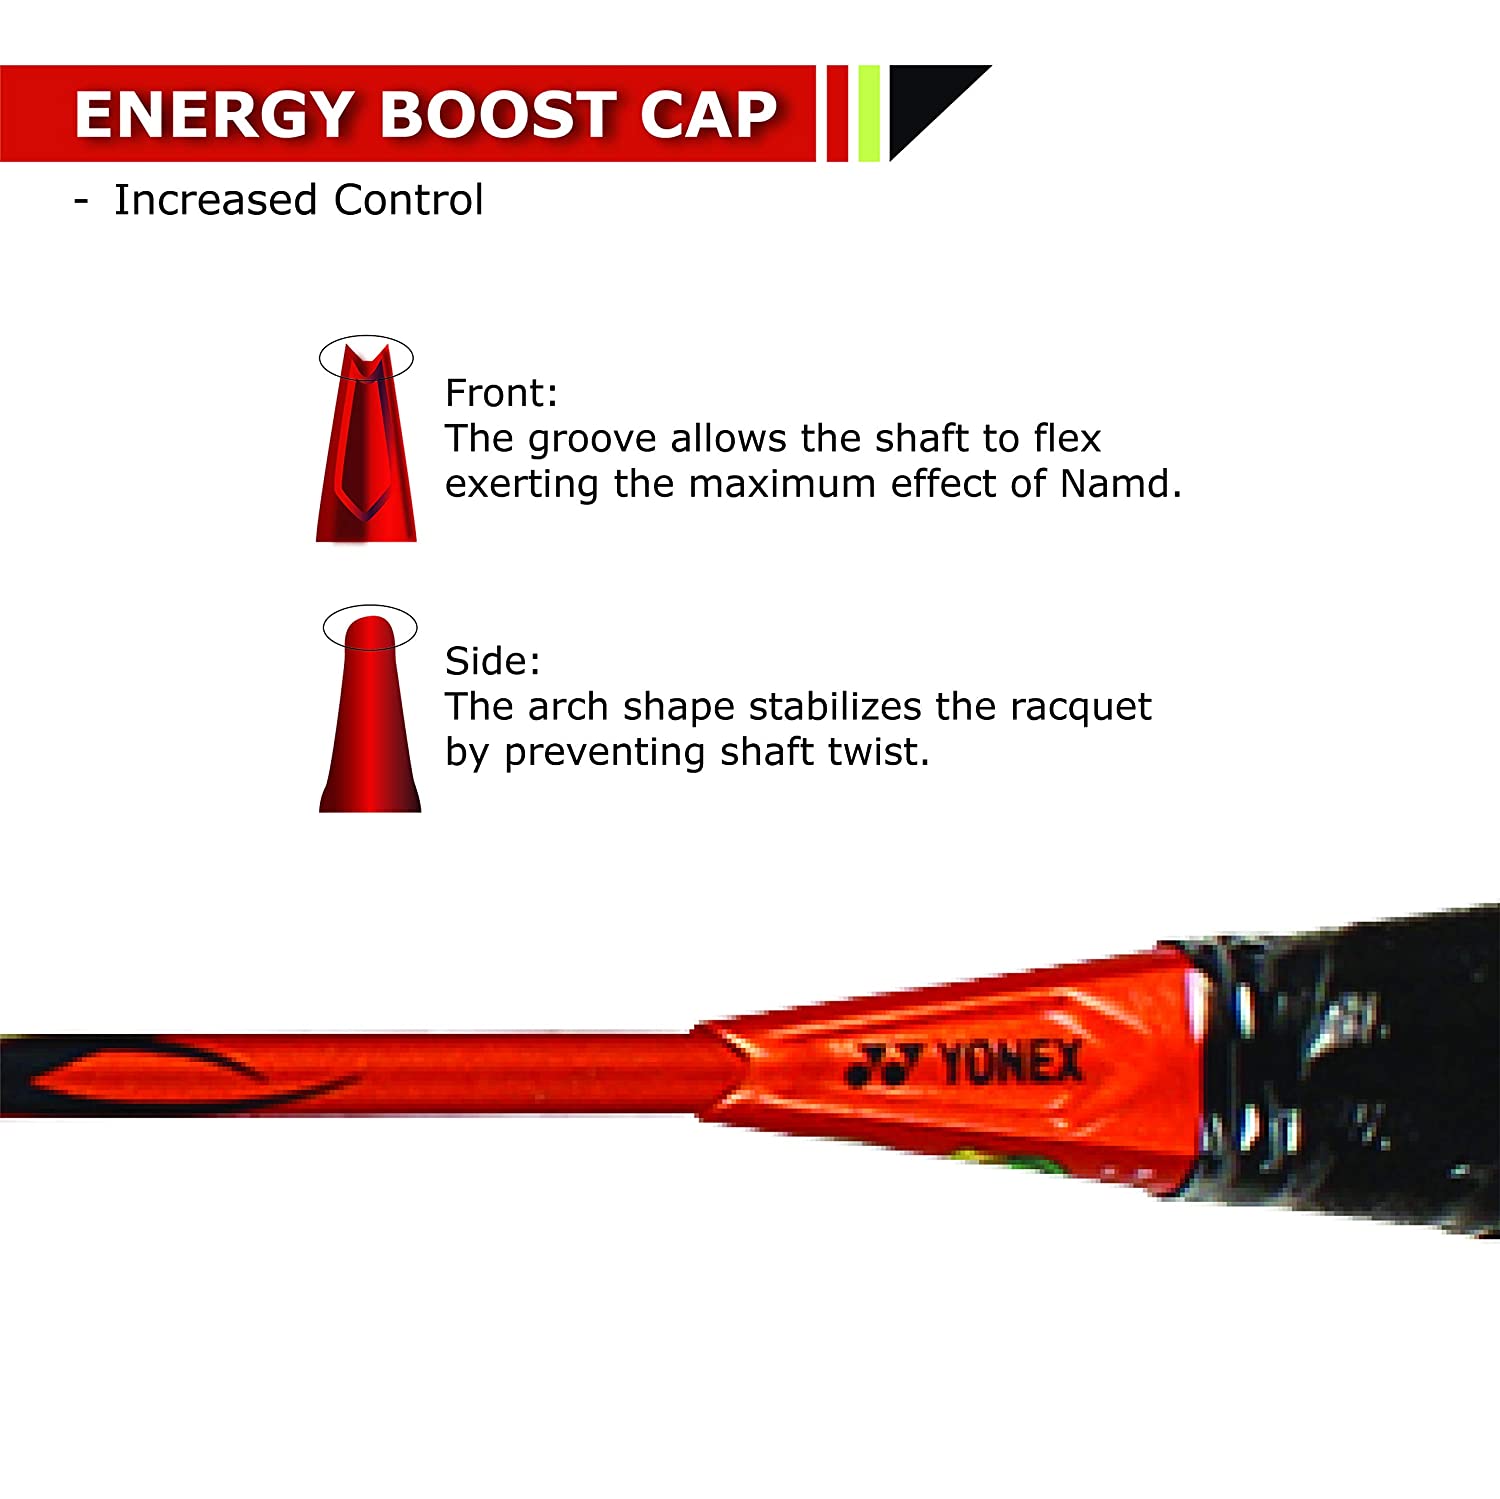 ENERGY BOOST CAP
- Increased Control
Front:
The groove allows the shaft to flex
exerting the maximum effect of Namd.
Side:
The arch shape stabilizes the racquet
by preventing shaft twist.
YONEX